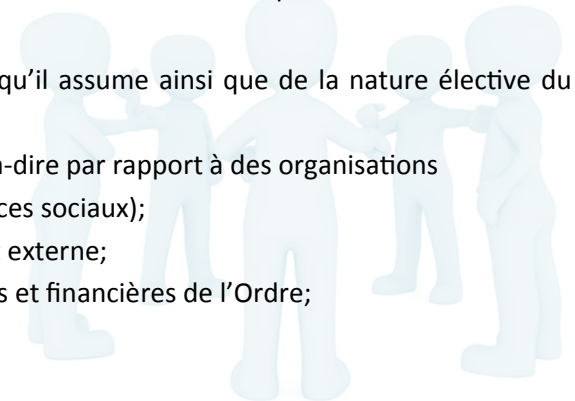 qu’il assume ainsi que de la nature élective du
-dire par rapport à des organisations
ces sociaux);
externe;
s et financières de l’Ordre;